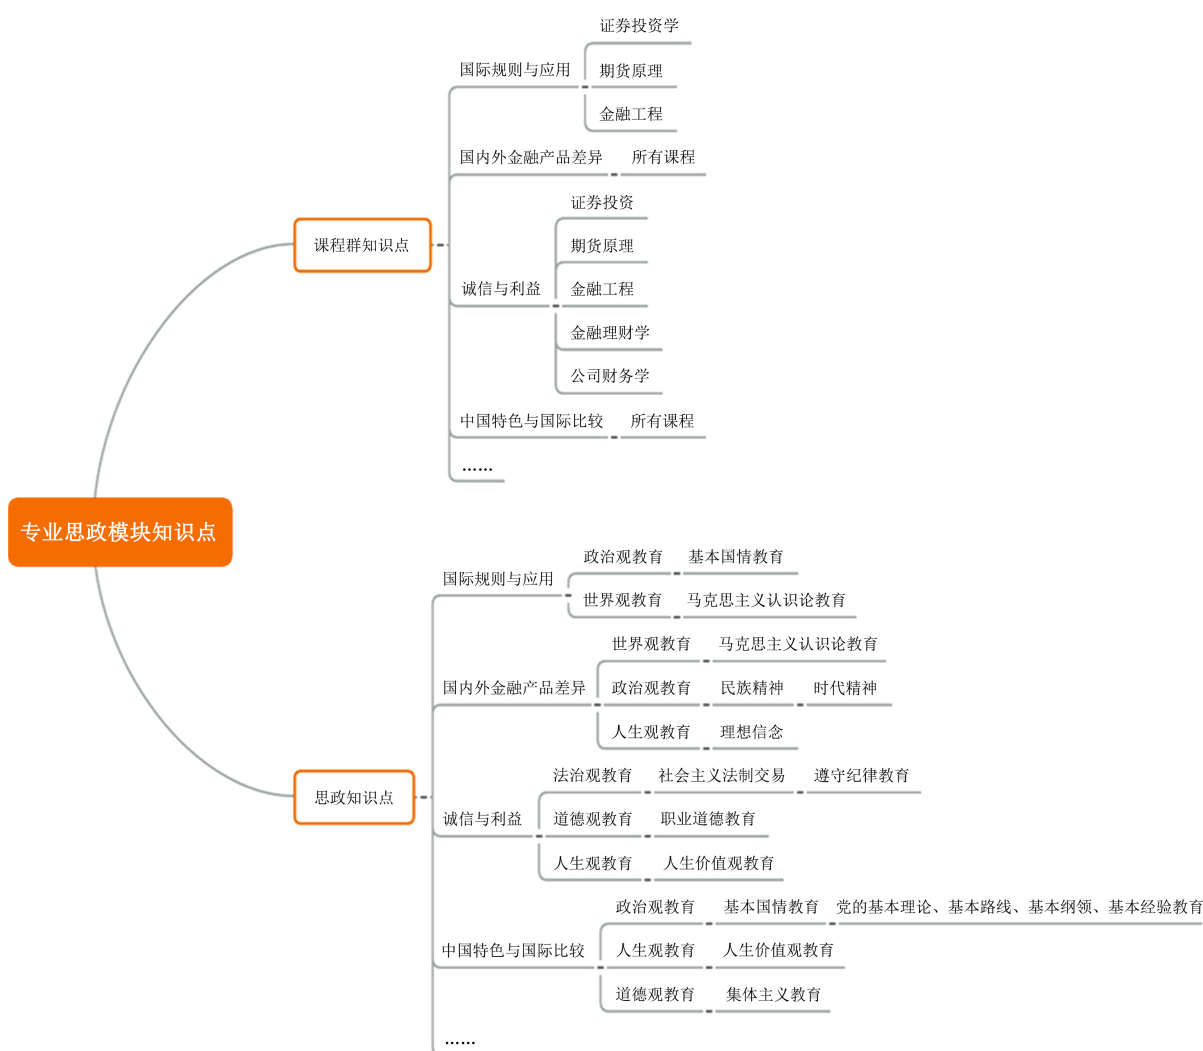 证券投资学
国际规则与应用
期货原理
金融工程
国内外金融产品差异 所有课程
证券投资
课程群知识点
期货原理
诚信与利益
金融工程
金融理财学
公司财务学
中国特色与国际比较 所有课程
......
专业思政模块知识点
政治观教育 基本国情教育
国际规则与应用
世界观教育 马克思主义认识论教育
世界观教育 马克思主义认识论教育
国内外金融产品差异 政治观教育 民族精神 时代精神
人生观教育 理想信念
法治观教育 社会主义法制交易 遵守纪律教育
思政知识点
诚信与利益 道德观教育 职业道德教育
人生观教育 人生价值观教育
政治观教育 基本国情教育 党的基本理论、基本路线、基本纲领、基本经验教育
中国特色与国际比较 人生观教育 人生价值观教育
道德观教育 集体主义教育
......